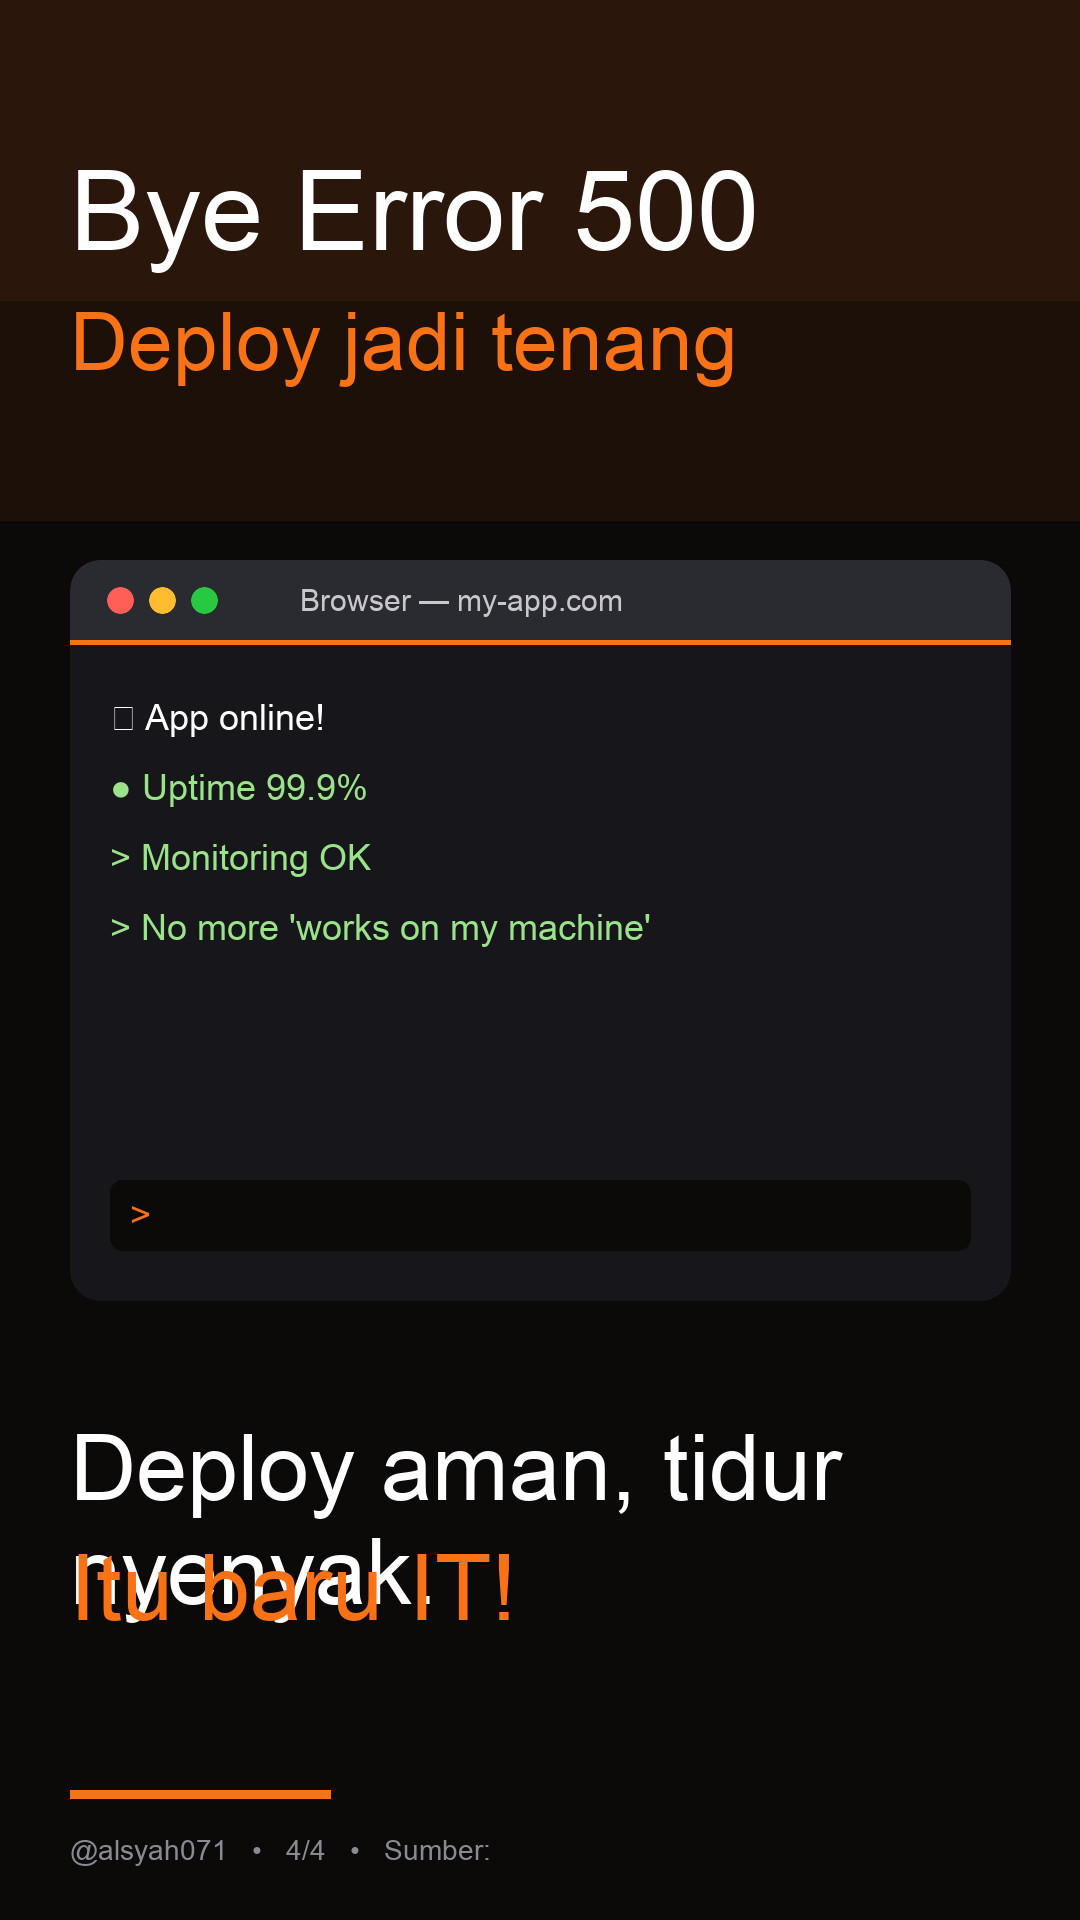 Bye Error 500
Deploy jadi tenang
Browser — my-app.com
App online!
● Uptime 99.9%
> Monitoring OK
> No more 'works on my machine'
>
Deploy aman, tidur
nyenyak.
Itu baru IT!
@alsyah071 • 4/4 • Sumber: